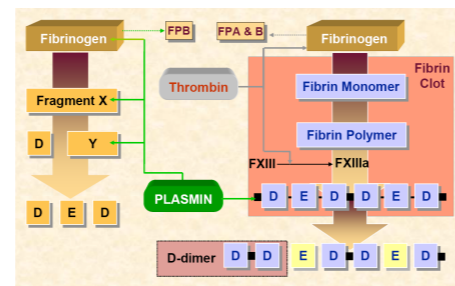 Fibrinogen
FPB
FPA & B
Fibrinogen
Fibrin
Clot
Thrombin
Fibrin Monomer
Fragment X
Fibrin Polymer
D
Y
FXIII
FXIIIa
PLASMIN
D E D D E D
D E D
D-dimer
D D
E D D E D